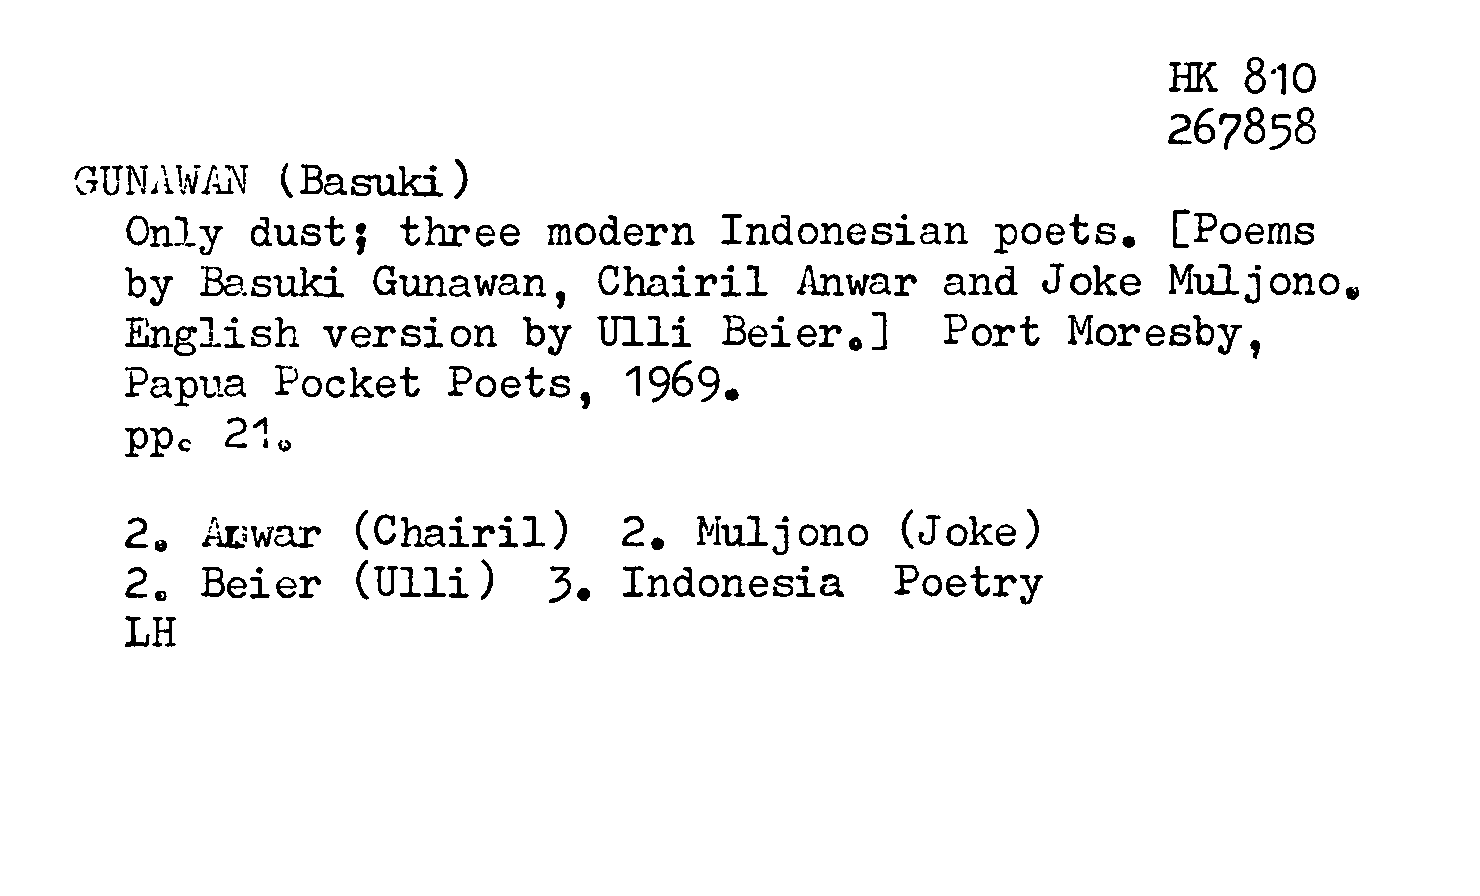 HK 810
267858
GUNAWAN (Basuki)
Only dust; three modern Indonesian poets. [Poems
by Basuki Gunawan, Chairil Anwar and Joke Muljono.
English version by Ulli Beier.] Port Moresby,
Papua Pocket Poets, 1969.
pp. 21.
2. Anwar (Chairil) 2. Muljono (Joke)
2. Beier (Ulli) 3. Indonesia Poetry
LH